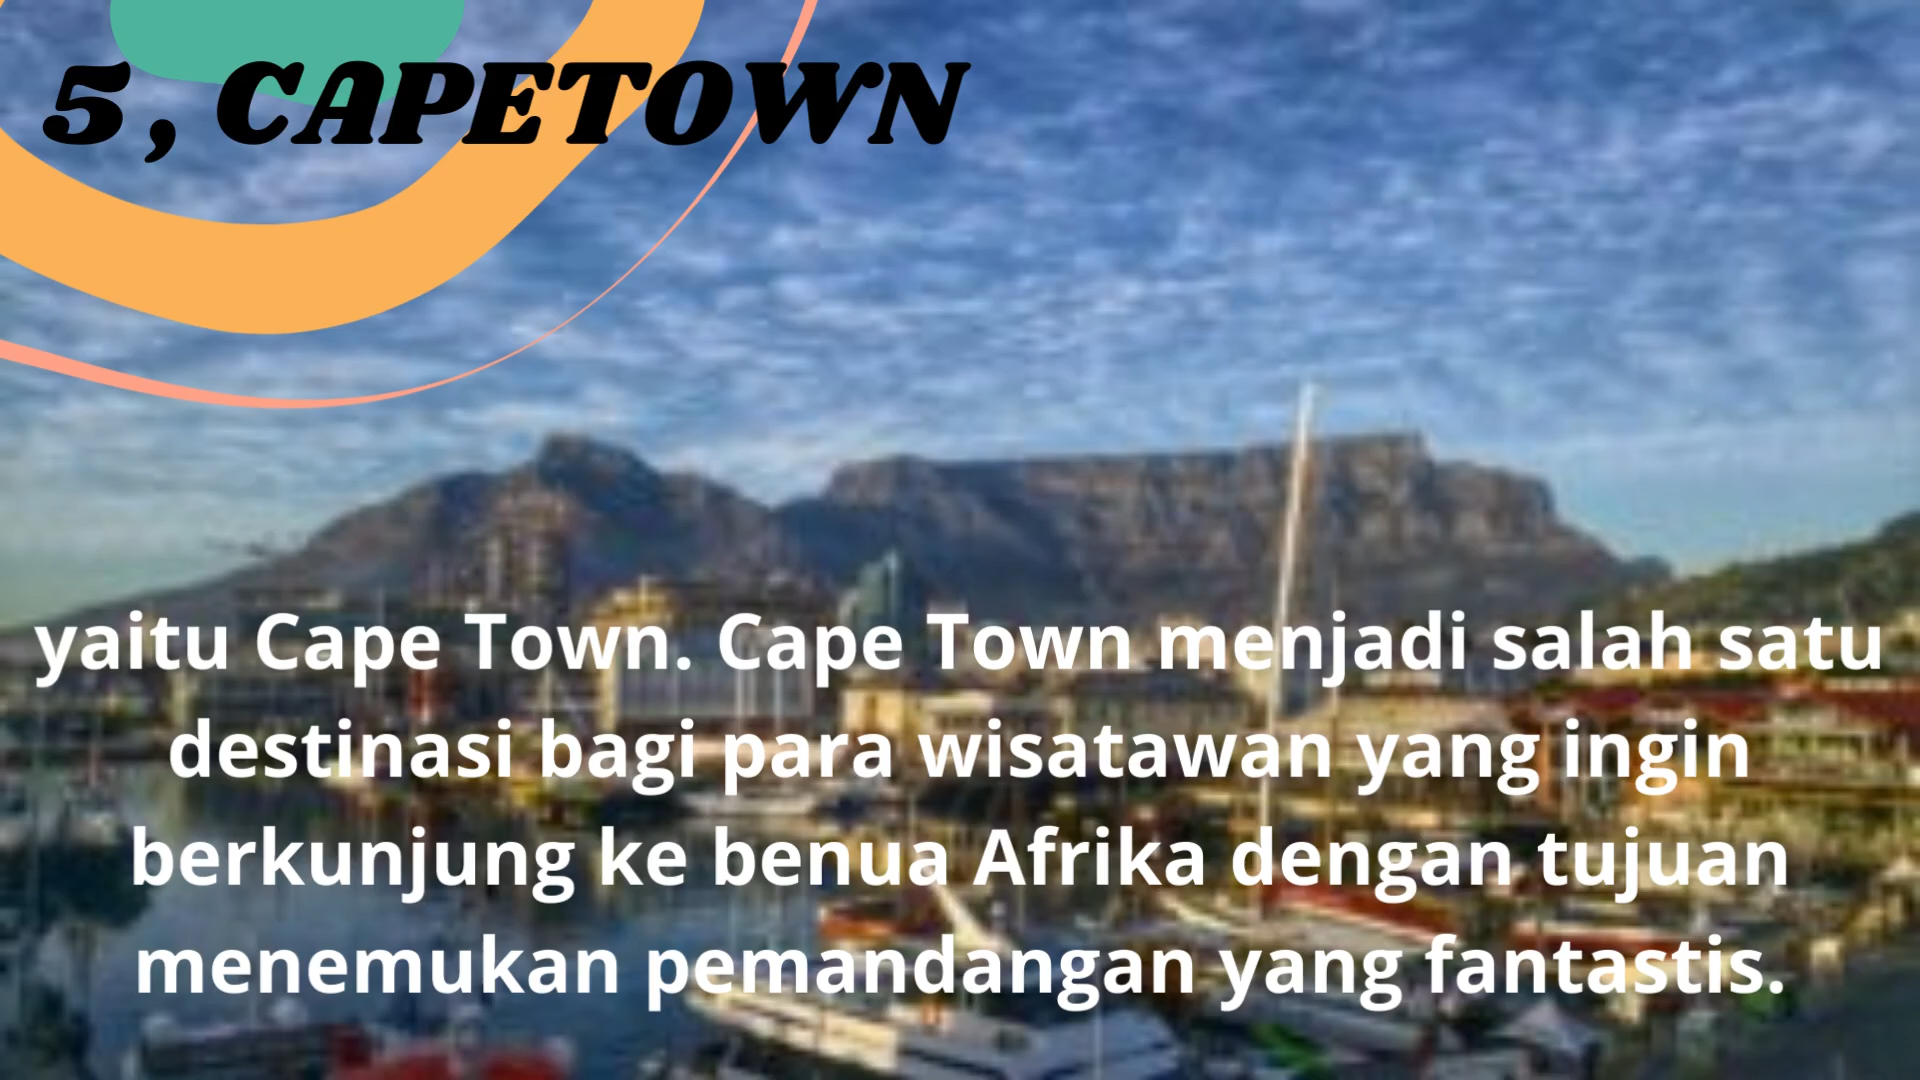 5, CAPETOWN
yaitu Cape Town. Cape Town menjadi salah satu
destinasi bagi para wisatawan yang ingin
berkunjung ke benua Afrika dengan tujuan
menemukan pemandangan yang fantastis.